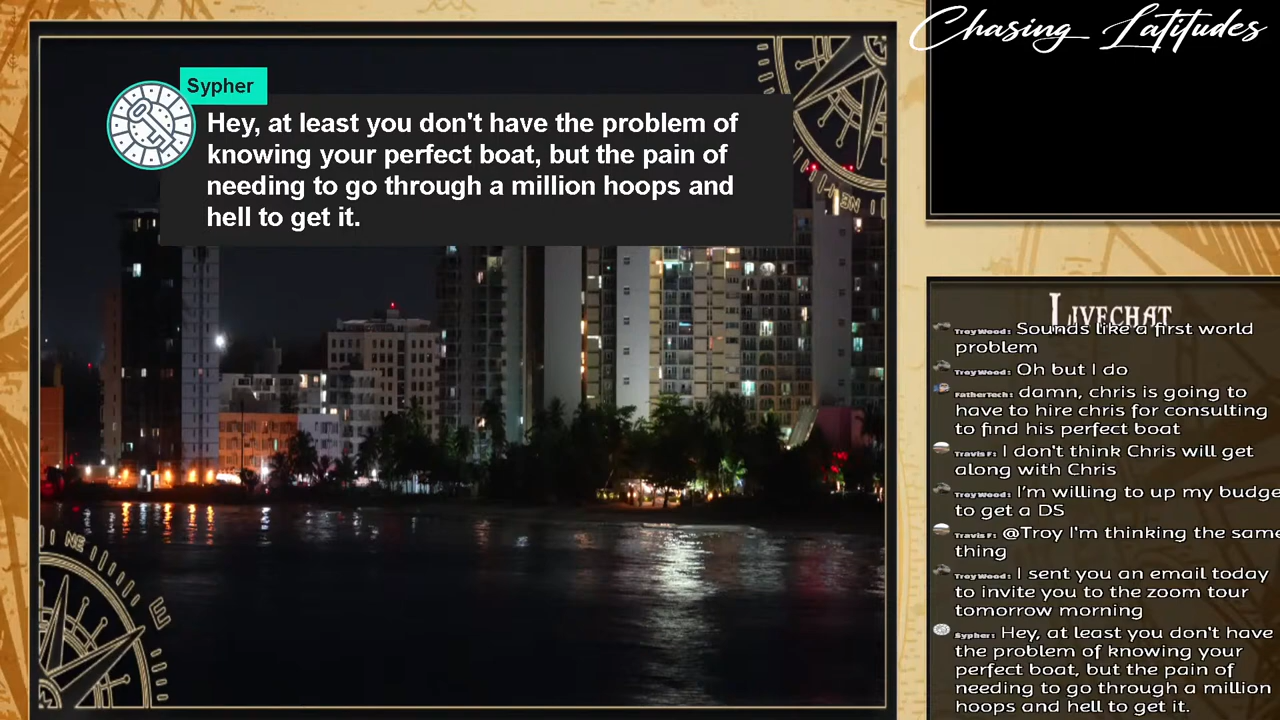 Chasing Latitudes
Sypher
Hey, at least you don't have the problem of
knowing your perfect boat, but the pain of
needing to go through a million hoops and
hell to get it.
NE
NE
E
LIVECHAT
TroyWood: Sounds like a first world
problem
TroyWood: Oh but I do
FatherTech: damn, chris is going to
have to hire chris for consulting
to find his perfect boat
Travis F: I don't think Chris will get
along with Chris
TroyWood: I'm willing to up my budge
to get a DS
Travis F: @Troy I'm thinking the same
thing
TroyWood: I sent you an email today
to invite you to the zoom tour
tomorrow morning
Sypher: Hey, at least you don't have
the problem of knowing your
perfect boat, but the pain of
needing to go through a million
hoops and hell to get it.